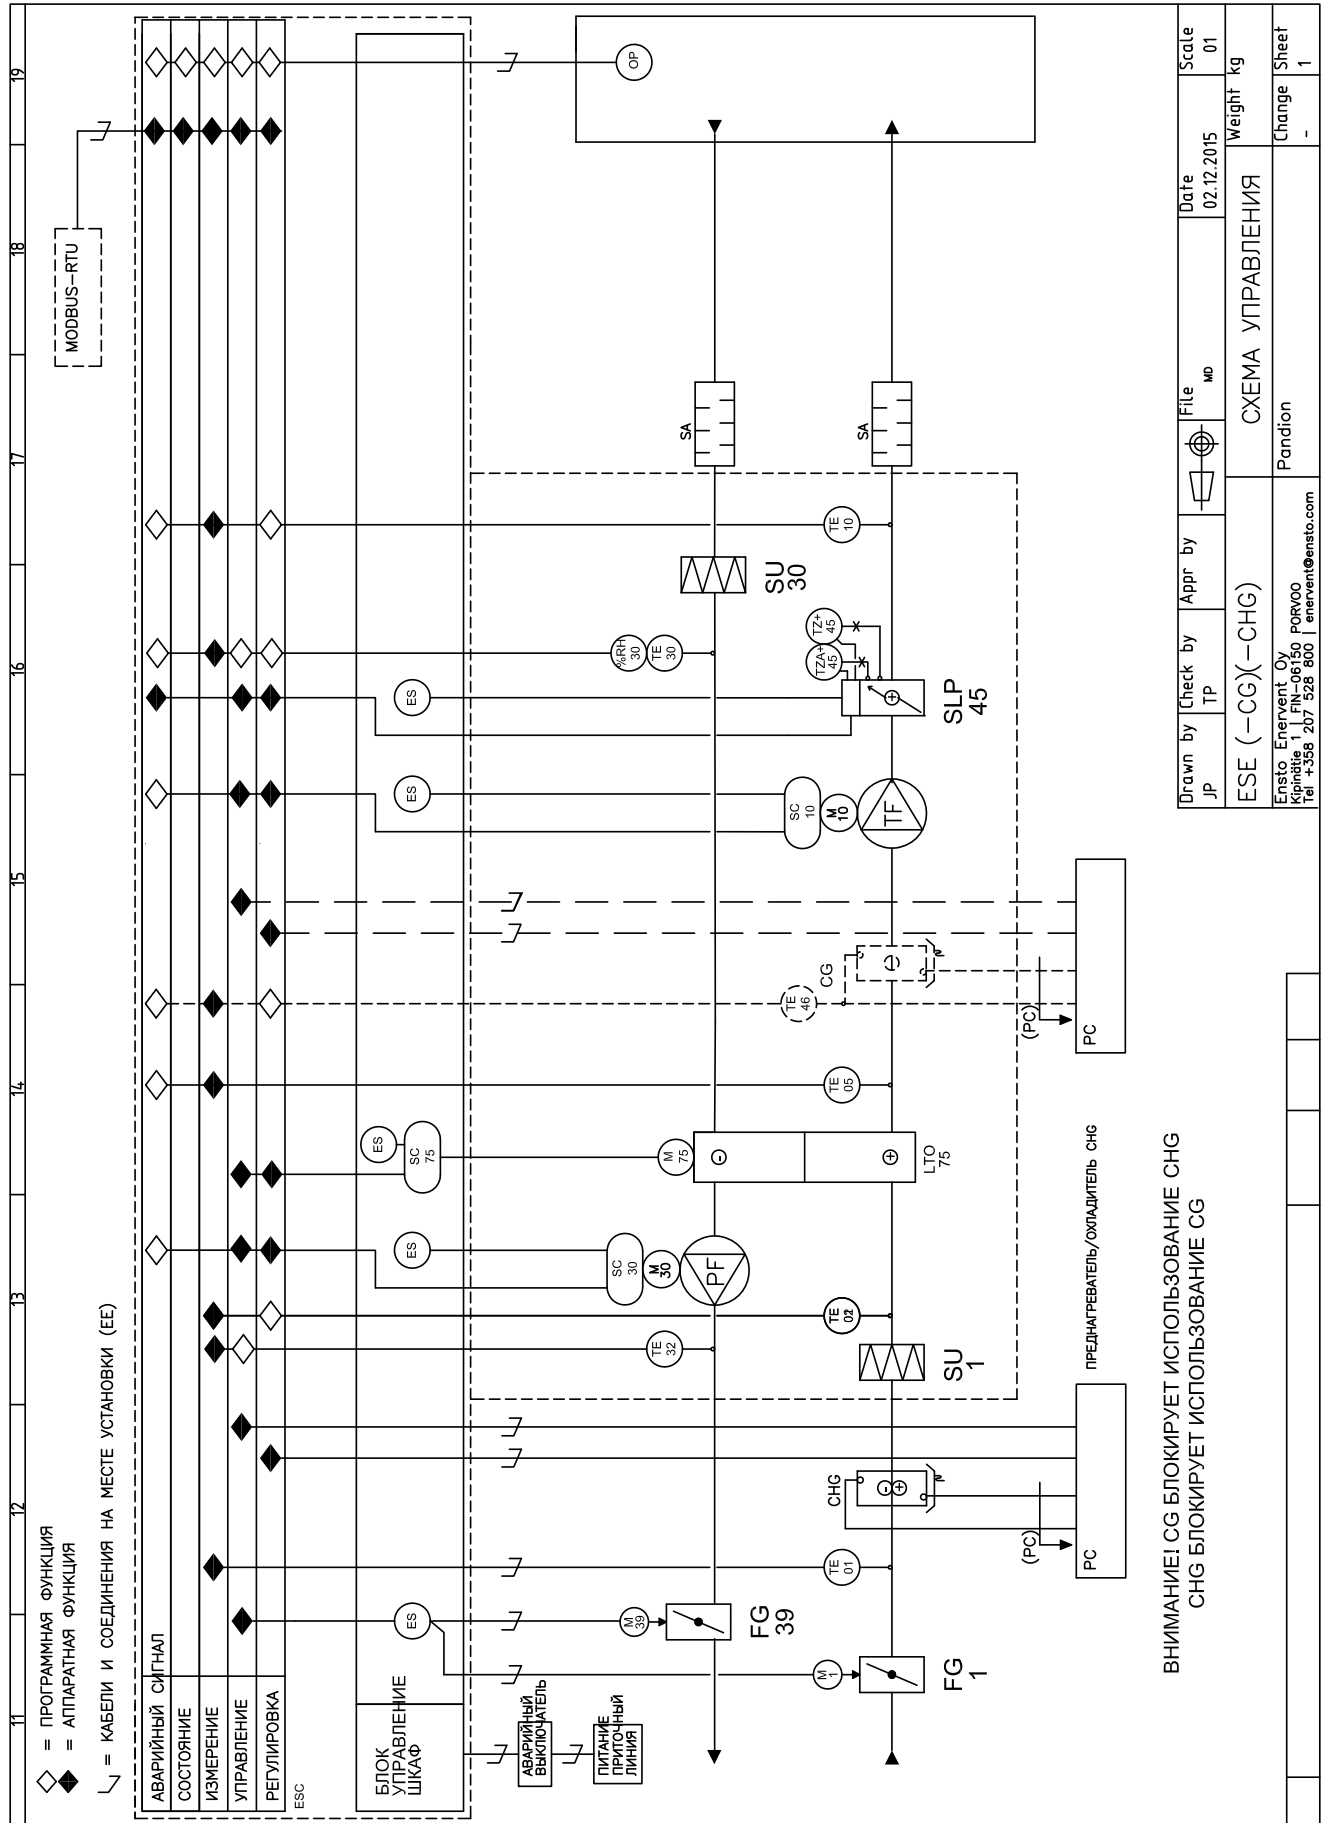 11 12 13 14 15 16 17 18 19
= ПРОГРАММНАЯ ФУНКЦИЯ
= АППАРАТНАЯ ФУНКЦИЯ
= КАБЕЛИ И СОЕДИНЕНИЯ НА МЕСТЕ УСТАНОВКИ (EE)
MODBUS-RTU
АВАРИЙНЫЙ СИГНАЛ
СОСТОЯНИЕ
ИЗМЕРЕНИЕ
УПРАВЛЕНИЕ
РЕГУЛИРОВКА
ESC
БЛОК
УПРАВЛЕНИЕ
ШКАФ
АВАРИЙНЫЙ
ВЫКЛЮЧАТЕЛЬ
ПИТАНИЕ
ПРИТОЧНЫЙ
ЛИНИЯ
ES
ES
ES
SC
75
ES
ES
OP
M
39
FG
39
TE
32
SC
30
M
30
PF
M
75
%RH
30
TE
30
SU
30
SA
M
1
FG
1
TE
01
CHG
SU
1
TE
02
LTO
75
TE
05
TE
46
CG
SC
10
M
10
TF
TZA+
45
TZ+
45
SLP
45
TE
10
SA
(PC)
PC
ПРЕДНАГРЕВАТЕЛЬ/ОХЛАДИТЕЛЬ CHG
(PC)
PC
ВНИМАНИЕ! CG БЛОКИРУЕТ ИСПОЛЬЗОВАНИЕ CHG
CHG БЛОКИРУЕТ ИСПОЛЬЗОВАНИЕ CG
Drawn by
JP
Check by
TP
Appr by
File
MD
Date
02.12.2015
Scale
01
ESE (-CG)(-CHG)
СХЕМА УПРАВЛЕНИЯ
Weight kg
Ensto Enervent Oy
Kipinätie 1 | FIN-06150 PORVOO
Tel +358 207 528 800 | enervent@ensto.com
Pandion
Change
-
Sheet
1